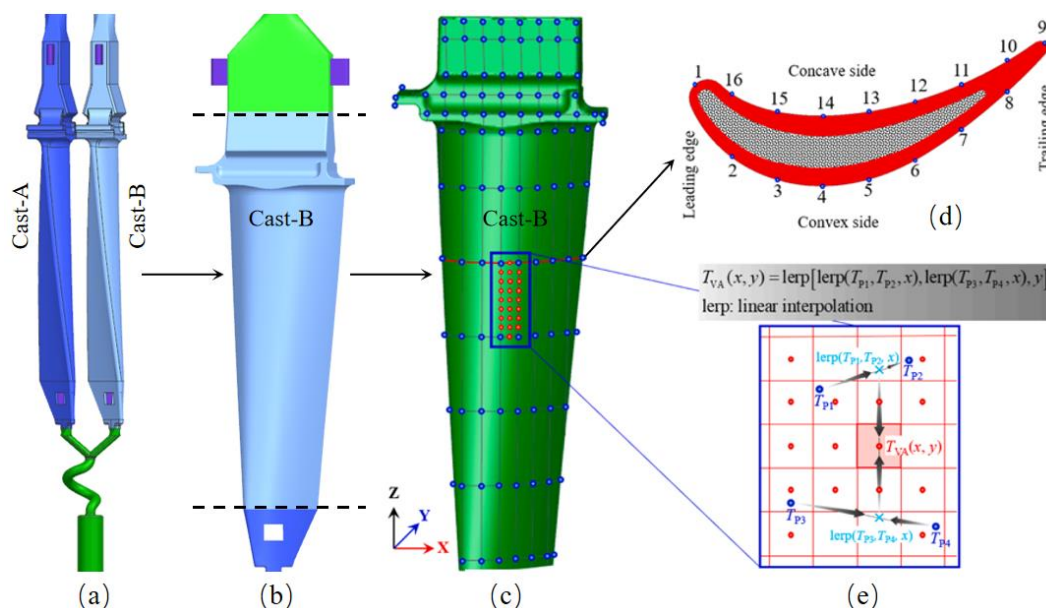 Cast-A
Cast-B
(a)
Cast-B
(b)
Cast-B
Z
Y
X
(c)
1
16
15
14
13
12
11
10
9
8
7
6
5
4
3
2
Concave side
Convex side
Leading edge
Trailing edge
(d)
T_VA(x, y) = lerp[lerp(T_P1, T_P2, x), lerp(T_P3, T_P4, x), y]
lerp: linear interpolation
lerp(T_P1, T_P2, x)
T_P2
T_P1
T_VA(x, y)
T_P3
lerp(T_P3, T_P4, x)
T_P4
(e)